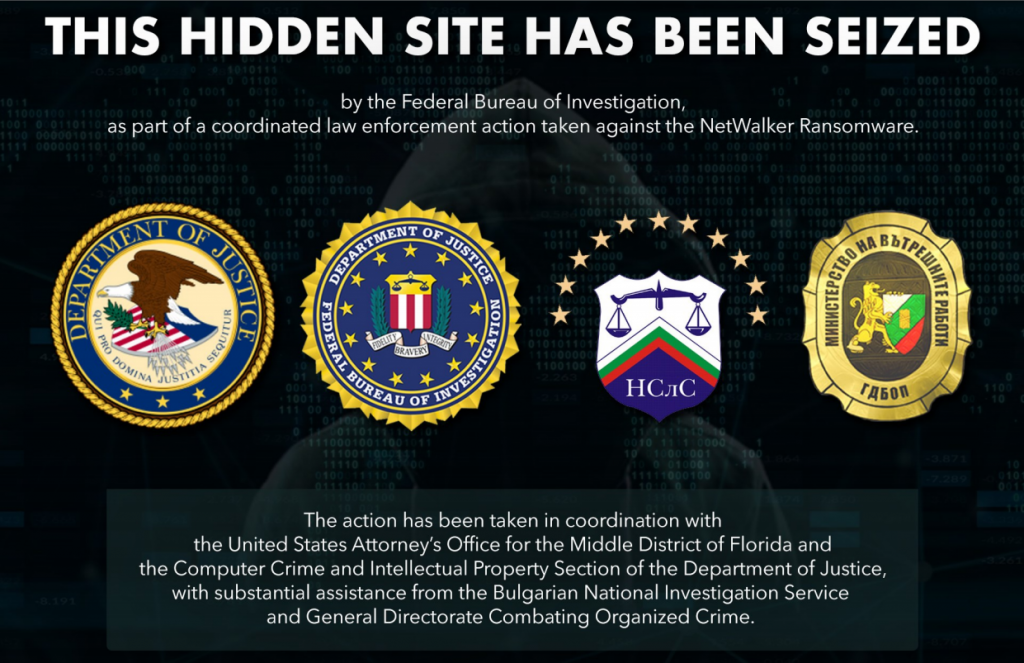 THIS HIDDEN SITE HAS BEEN SEIZED
by the Federal Bureau of Investigation,
as part of a coordinated law enforcement action taken against the NetWalker Ransomware.
DEPARTMENT OF JUSTICE
QUI PRO DOMINA JUSTITIA SEQUITUR
DEPARTMENT OF JUSTICE
FIDELITY BRAVERY INTEGRITY
FEDERAL BUREAU OF INVESTIGATION
НСлС
МИНИСТЕРСТВО НА ВЪТРЕШНИТЕ РАБОТИ
ГДБОП
The action has been taken in coordination with
the United States Attorney's Office for the Middle District of Florida and
the Computer Crime and Intellectual Property Section of the Department of Justice,
with substantial assistance from the Bulgarian National Investigation Service
and General Directorate Combating Organized Crime.